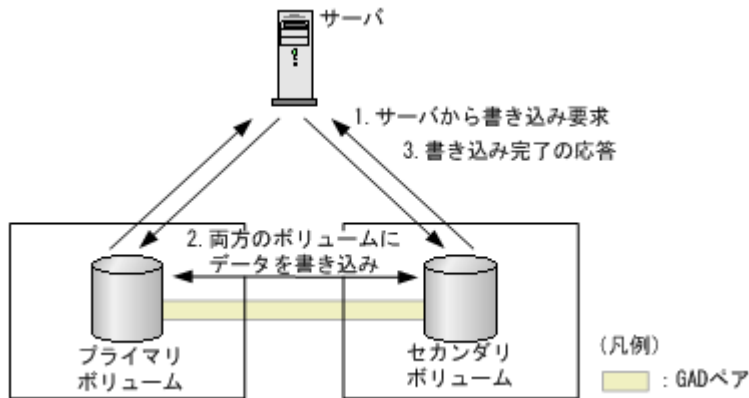 サーバ
1. サーバから書き込み要求
3. 書き込み完了の応答
2. 両方のボリュームに
データを書き込み
プライマリ
ボリューム
セカンダリ
ボリューム
(凡例)
: GADペア